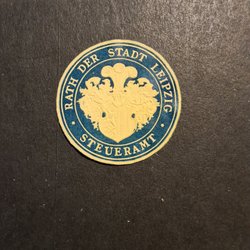 RATH DER STADT LEIPZIG
STEUERAMT